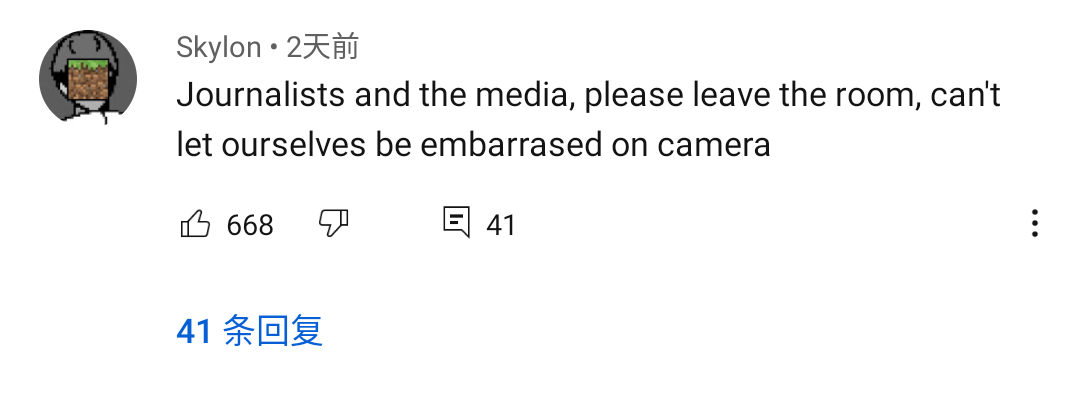 Skylon • 2天前
Journalists and the media, please leave the room, can't
let ourselves be embarrased on camera
668 41
41 条回复